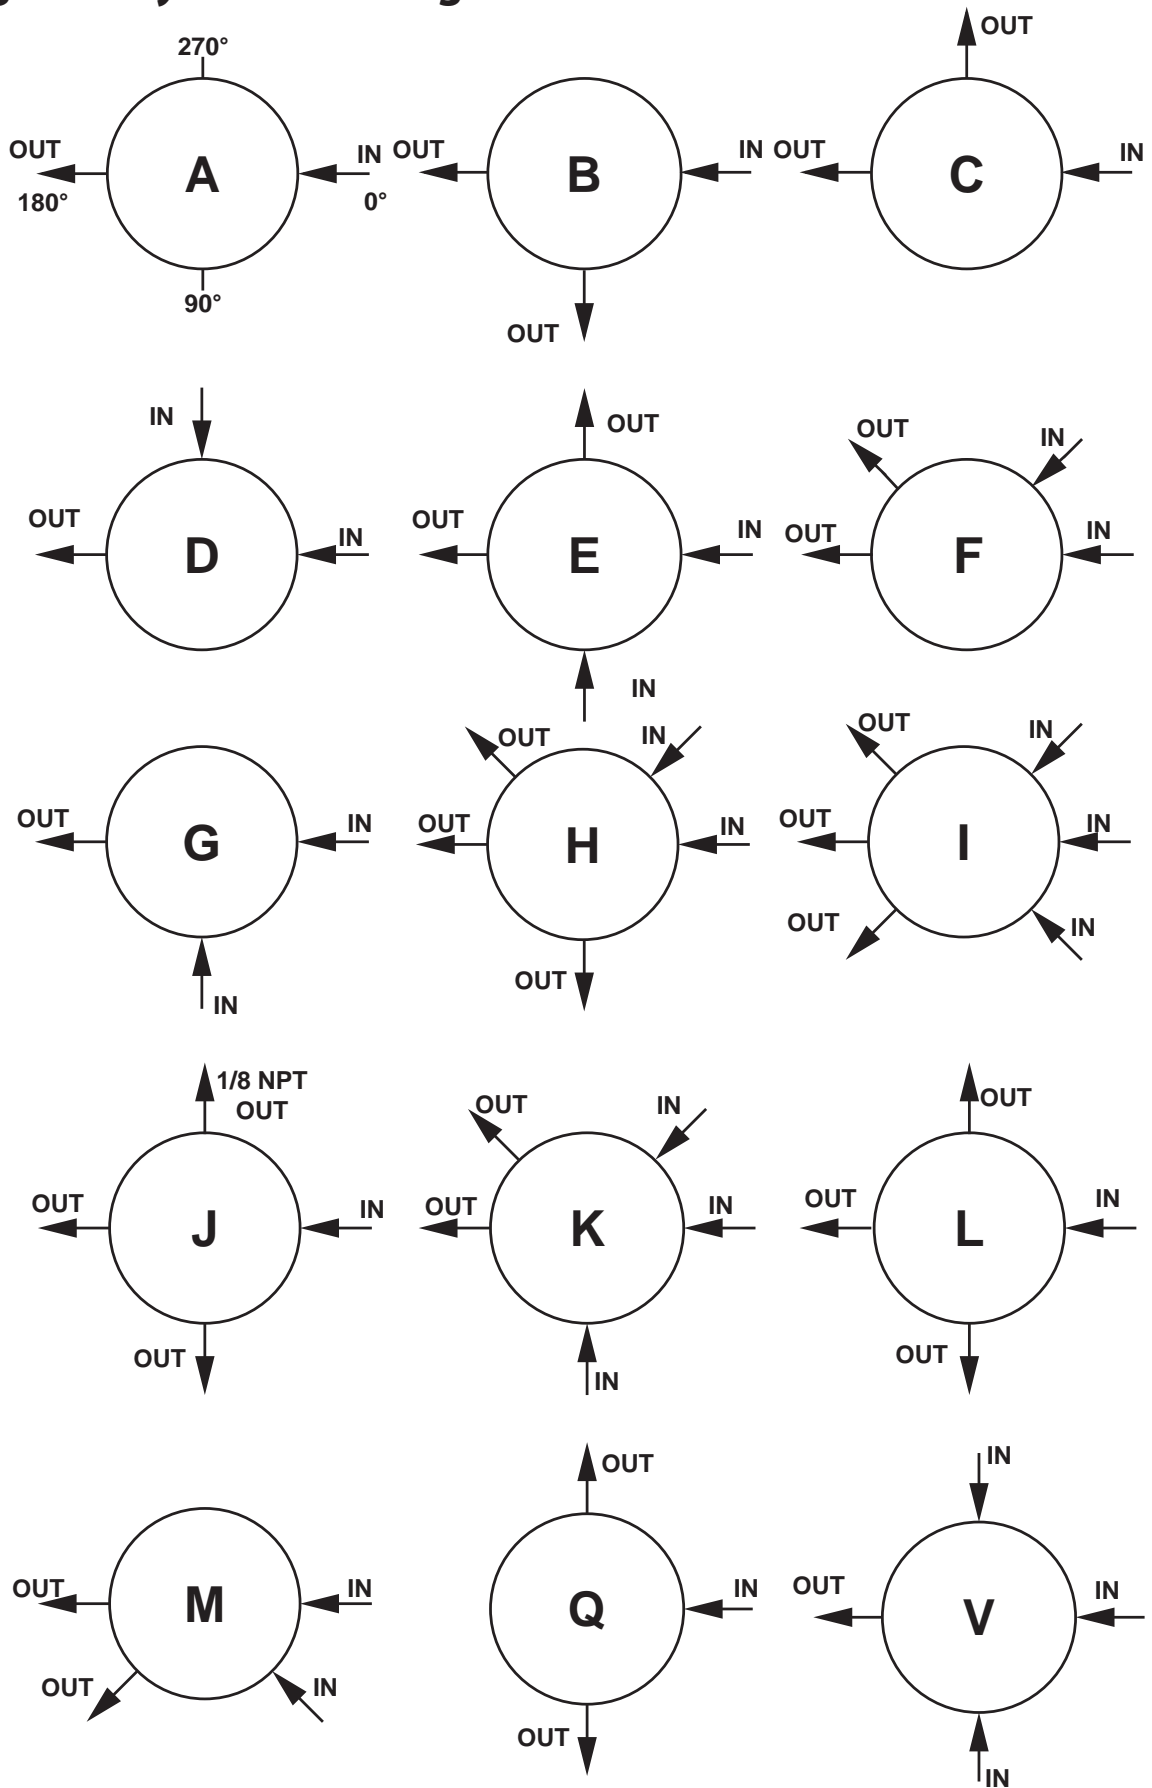 OUT
270°
OUT IN OUT IN OUT IN
A B C
180° 0°
90°
OUT
IN
OUT
OUT IN
OUT IN OUT IN OUT IN
D E F
IN
OUT IN OUT IN
OUT IN OUT IN OUT IN
G H I
OUT IN
OUT
IN
1/8 NPT
OUT
OUT IN
OUT
OUT IN OUT IN OUT IN
J K L
OUT IN OUT
IN
OUT
OUT IN IN OUT IN
M Q V
OUT IN
OUT
IN